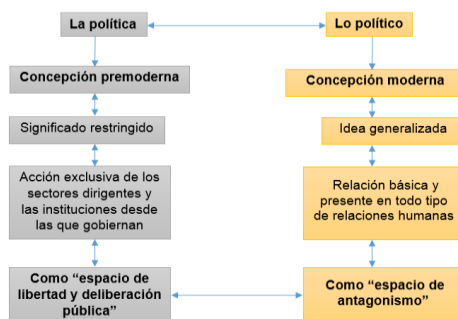 La política
Lo político
Concepción premoderna
Concepción moderna
Significado restringido
Idea generalizada
Acción exclusiva de los
sectores dirigentes y
las instituciones desde
las que gobiernan
Relación básica y
presente en todo tipo
de relaciones humanas
Como “espacio de
libertad y deliberación
pública”
Como “espacio de
antagonismo”